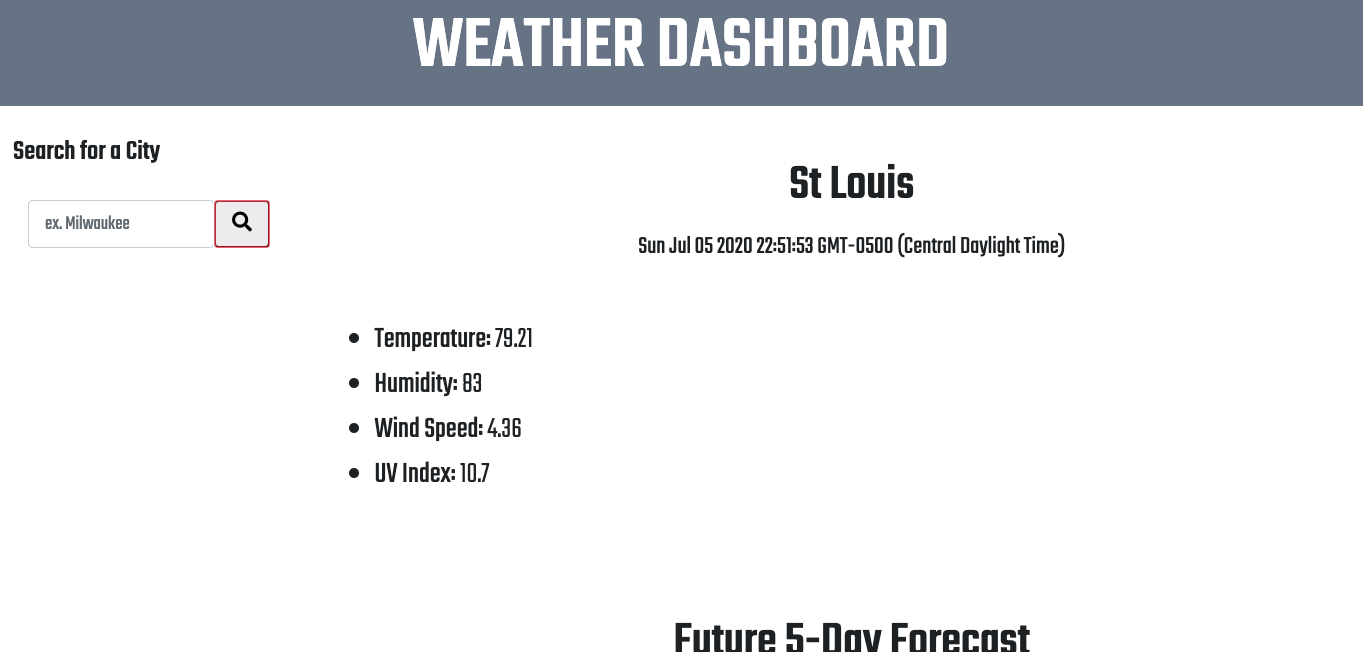 WEATHER DASHBOARD
Search for a City
ex. Milwaukee
St Louis
Sun Jul 05 2020 22:51:53 GMT-0500 (Central Daylight Time)
Temperature: 79.21
Humidity: 83
Wind Speed: 4.36
UV Index: 10.7
Future 5-Day Forecast